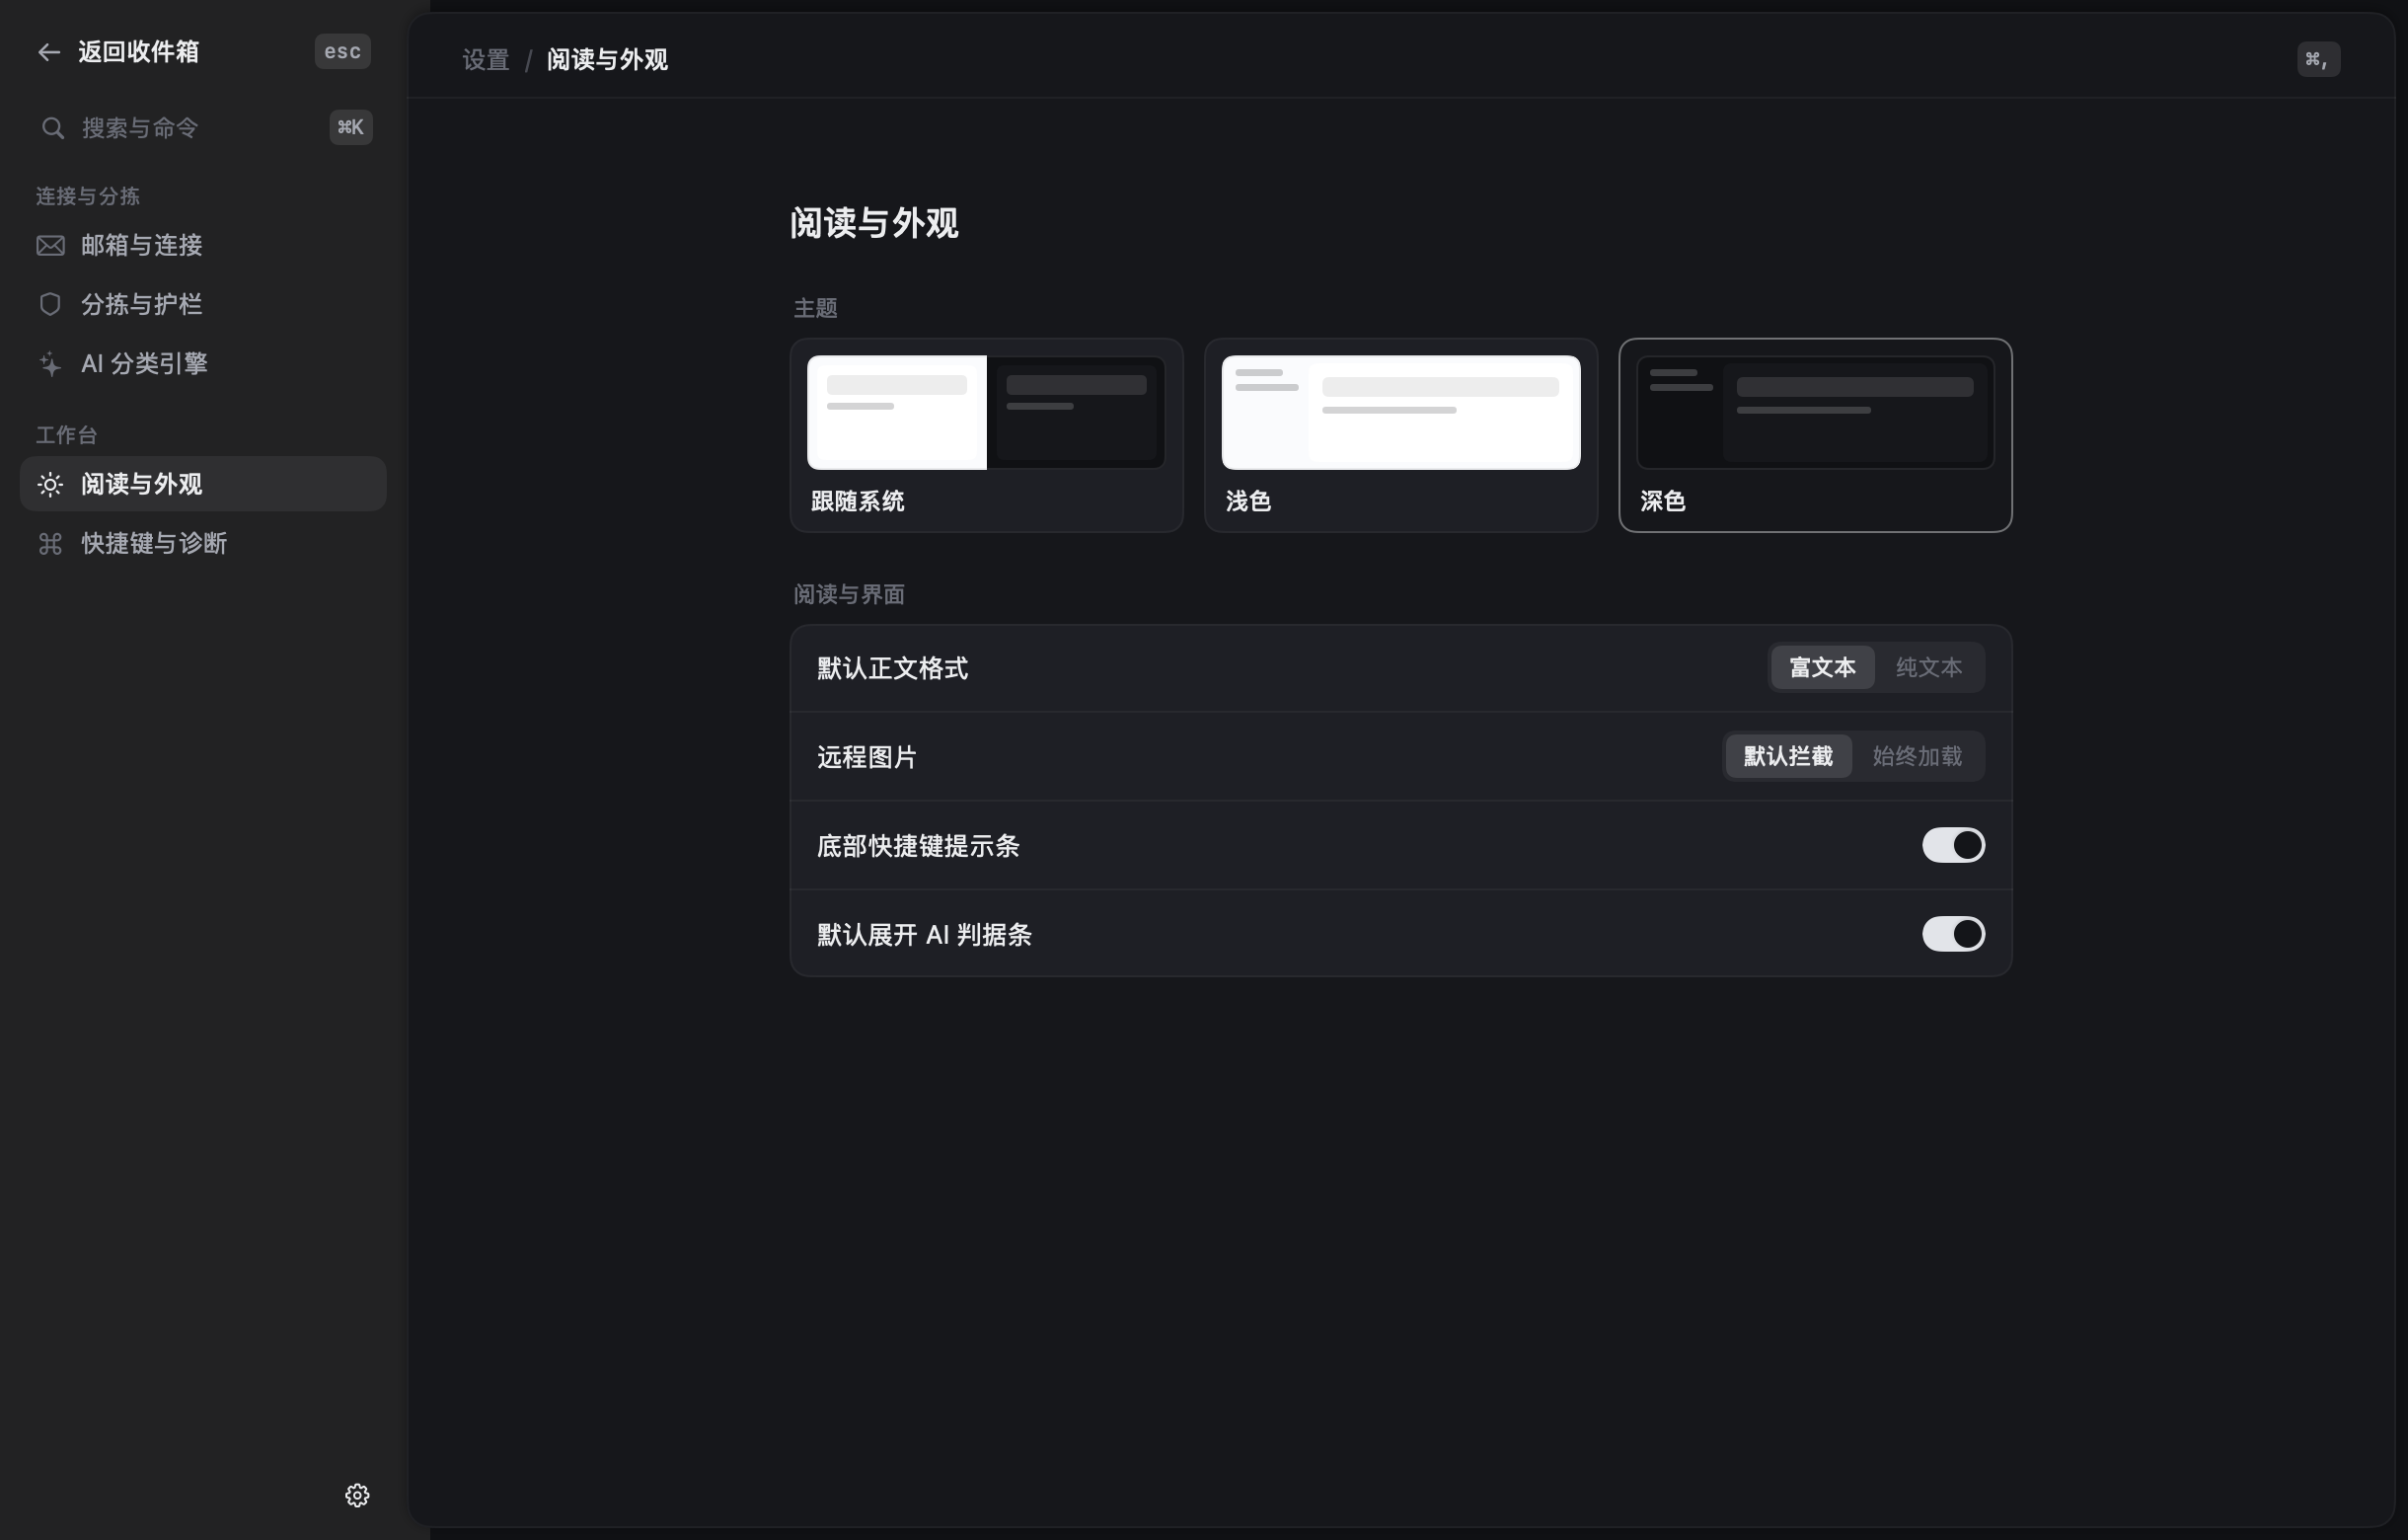 返回收件箱 esc
搜索与命令 ⌘K
连接与分拣
邮箱与连接
分拣与护栏
AI 分类引擎
工作台
阅读与外观
快捷键与诊断
设置 / 阅读与外观 ⌘,
阅读与外观
主题
跟随系统 浅色 深色
阅读与界面
默认正文格式 富文本 纯文本
远程图片 默认拦截 始终加载
底部快捷键提示条
默认展开 AI 判据条